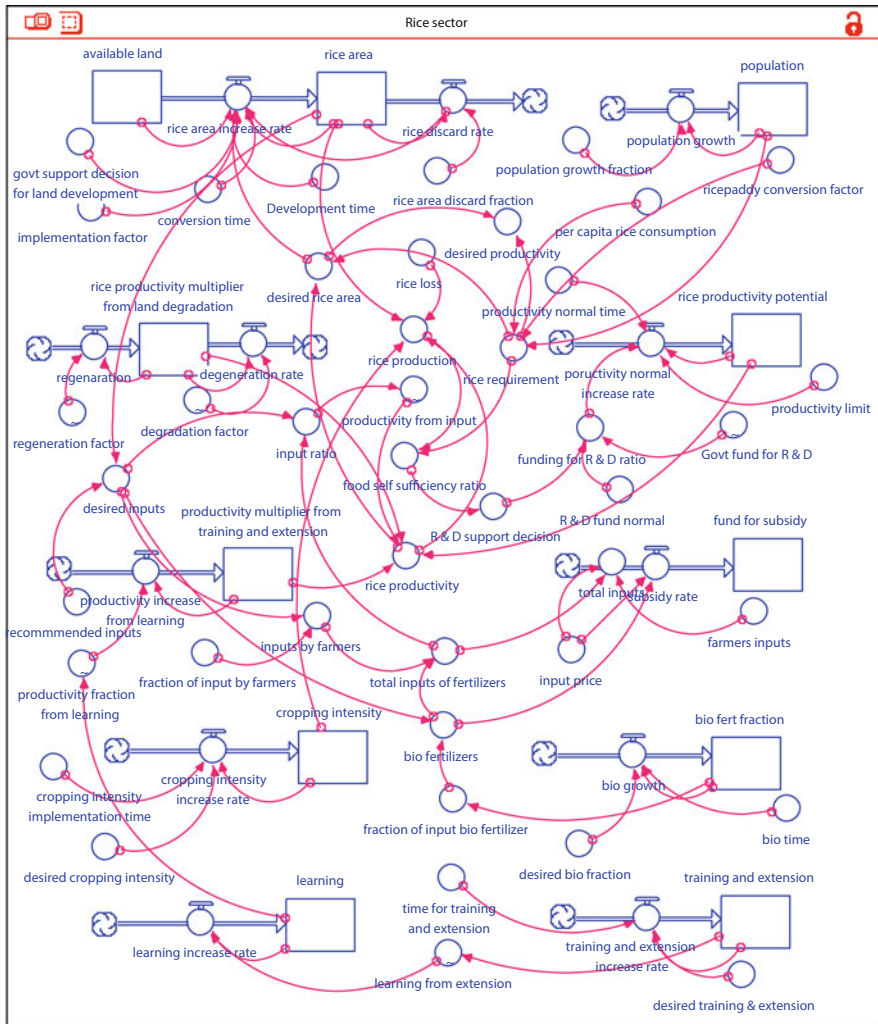 Rice sector
available land
rice area
population
rice area increase rate
rice discard rate
population growth
govt support decision
for land development
population growth fraction
ricepaddy conversion factor
implementation factor
conversion time
Development time
rice area discard fraction
per capita rice consumption
desired productivity
rice loss
desired rice area
rice productivity multiplier
from land degradation
productivity normal time
rice productivity potential
regenaration
degeneration rate
rice production
rice requirement
poructivity normal
increase rate
productivity limit
regeneration factor
degradation factor
input ratio
productivity from input
funding for R & D ratio
Govt fund for R & D
food self sufficiency ratio
desired inputs
productivity multiplier from
training and extension
R & D support decision
R & D fund normal
fund for subsidy
rice productivity
productivity increase
from learning
total inputs
subsidy rate
recommmended inputs
inputs by farmers
farmers inputs
fraction of input by farmers
total inputs of fertilizers
input price
productivity fraction
from learning
cropping intensity
bio fert fraction
bio fertilizers
cropping intensity
increase rate
bio growth
cropping intensity
implementation time
fraction of input bio fertilizer
bio time
desired cropping intensity
desired bio fraction
learning
training and extension
time for training
and extension
learning increase rate
training and extension
increase rate
learning from extension
desired training & extension